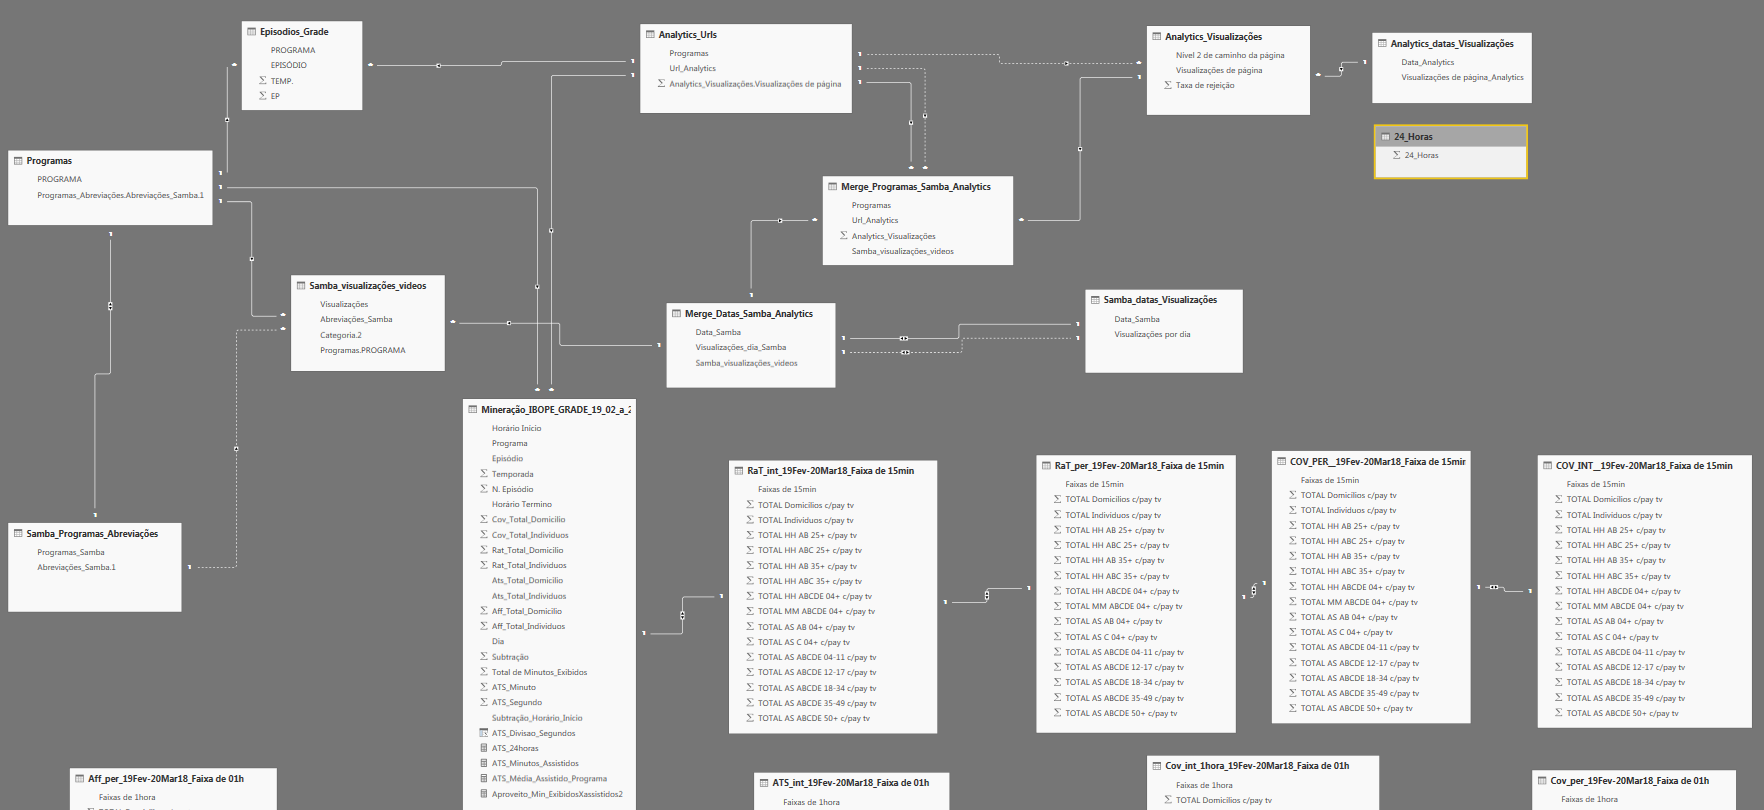 Episodios_Grade
PROGRAMA
EPISÓDIO
TEMP.
EP
Analytics_Urls
Programas
Url_Analytics
Analytics_Visualizações.Visualizações de página
Analytics_Visualizações
Nível 2 de caminho da página
Visualizações de página
Taxa de rejeição
Analytics_datas_Visualizações
Data_Analytics
Visualizações de página_Analytics
24_Horas
24_Horas
Programas
PROGRAMA
Programas_Abreviações.Abreviações_Samba.1
Merge_Programas_Samba_Analytics
Programas
Url_Analytics
Analytics_Visualizações
Samba_visualizações_videos
Samba_visualizações_videos
Visualizações
Abreviações_Samba
Categoria.2
Programas.PROGRAMA
Merge_Datas_Samba_Analytics
Data_Samba
Visualizações_dia_Samba
Samba_visualizações_videos
Samba_datas_Visualizações
Data_Samba
Visualizações por dia
Samba_Programas_Abreviações
Programas_Samba
Abreviações_Samba.1
Mineração_IBOPE_GRADE_19_02_a_2
Horário Início
Programa
Episódio
Temporada
N. Episódio
Horário Termino
Cov_Total_Domicilio
Cov_Total_Individuos
Rat_Total_Domicilio
Rat_Total_Individuos
Ats_Total_Domicilio
Ats_Total_Individuos
Aff_Total_Domicilio
Aff_Total_Individuos
Dia
Subtração
Total de Minutos_Exibidos
ATS_Minuto
ATS_Segundo
Subtração_Horário_Início
ATS_Divisao_Segundos
ATS_24horas
ATS_Minutos_Assistidos
ATS_Média_Assistido_Programa
Aproveito_Min_ExibidosXassistidos2
RaT_int_19Fev-20Mar18_Faixa de 15min
Faixas de 15min
TOTAL Domicílios c/pay tv
TOTAL Indivíduos c/pay tv
TOTAL HH AB 25+ c/pay tv
TOTAL HH ABC 25+ c/pay tv
TOTAL HH AB 35+ c/pay tv
TOTAL HH ABC 35+ c/pay tv
TOTAL HH ABCDE 04+ c/pay tv
TOTAL MM ABCDE 04+ c/pay tv
TOTAL AS AB 04+ c/pay tv
TOTAL AS C 04+ c/pay tv
TOTAL AS ABCDE 04-11 c/pay tv
TOTAL AS ABCDE 12-17 c/pay tv
TOTAL AS ABCDE 18-34 c/pay tv
TOTAL AS ABCDE 35-49 c/pay tv
TOTAL AS ABCDE 50+ c/pay tv
RaT_per_19Fev-20Mar18_Faixa de 15min
Faixas de 15min
TOTAL Domicílios c/pay tv
TOTAL Indivíduos c/pay tv
TOTAL HH AB 25+ c/pay tv
TOTAL HH ABC 25+ c/pay tv
TOTAL HH AB 35+ c/pay tv
TOTAL HH ABC 35+ c/pay tv
TOTAL HH ABCDE 04+ c/pay tv
TOTAL MM ABCDE 04+ c/pay tv
TOTAL AS AB 04+ c/pay tv
TOTAL AS C 04+ c/pay tv
TOTAL AS ABCDE 04-11 c/pay tv
TOTAL AS ABCDE 12-17 c/pay tv
TOTAL AS ABCDE 18-34 c/pay tv
TOTAL AS ABCDE 35-49 c/pay tv
TOTAL AS ABCDE 50+ c/pay tv
COV_PER__19Fev-20Mar18_Faixa de 15min
Faixas de 15min
TOTAL Domicílios c/pay tv
TOTAL Indivíduos c/pay tv
TOTAL HH AB 25+ c/pay tv
TOTAL HH ABC 25+ c/pay tv
TOTAL HH AB 35+ c/pay tv
TOTAL HH ABC 35+ c/pay tv
TOTAL HH ABCDE 04+ c/pay tv
TOTAL MM ABCDE 04+ c/pay tv
TOTAL AS AB 04+ c/pay tv
TOTAL AS C 04+ c/pay tv
TOTAL AS ABCDE 04-11 c/pay tv
TOTAL AS ABCDE 12-17 c/pay tv
TOTAL AS ABCDE 18-34 c/pay tv
TOTAL AS ABCDE 35-49 c/pay tv
TOTAL AS ABCDE 50+ c/pay tv
COV_INT__19Fev-20Mar18_Faixa de 15min
Faixas de 15min
TOTAL Domicílios c/pay tv
TOTAL Indivíduos c/pay tv
TOTAL HH AB 25+ c/pay tv
TOTAL HH ABC 25+ c/pay tv
TOTAL HH AB 35+ c/pay tv
TOTAL HH ABC 35+ c/pay tv
TOTAL HH ABCDE 04+ c/pay tv
TOTAL MM ABCDE 04+ c/pay tv
TOTAL AS AB 04+ c/pay tv
TOTAL AS C 04+ c/pay tv
TOTAL AS ABCDE 04-11 c/pay tv
TOTAL AS ABCDE 12-17 c/pay tv
TOTAL AS ABCDE 18-34 c/pay tv
TOTAL AS ABCDE 35-49 c/pay tv
TOTAL AS ABCDE 50+ c/pay tv
Aff_per_19Fev-20Mar18_Faixa de 01h
Faixas de 1hora
ATS_int_19Fev-20Mar18_Faixa de 01h
Faixas de 1hora
Cov_int_1hora_19Fev-20Mar18_Faixa de 01h
Faixas de 1hora
TOTAL Domicílios c/pay tv
Cov_per_19Fev-20Mar18_Faixa de 01h
Faixas de 1hora